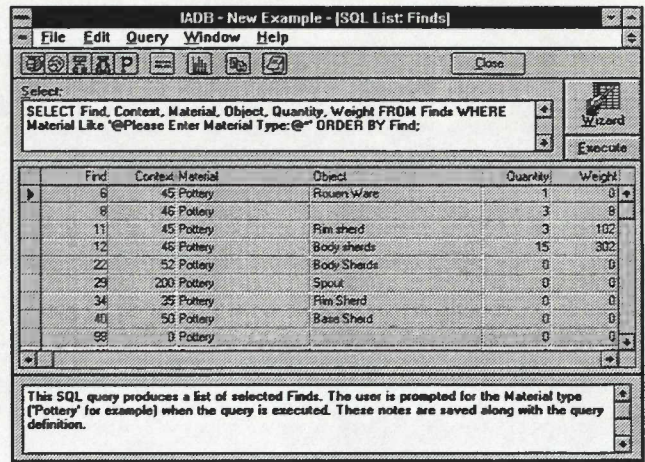 IADB - New Example - [SQL List: Finds]
File Edit Query Window Help
P Close
Select:
SELECT Find, Context, Material, Object, Quantity, Weight FROM Finds WHERE
Material Like '@Please Enter Material Type:@*' ORDER BY Find;
Wizard
Execute
Find Context Material Object Quantity Weight
6 45 Pottery Rouen Ware 1 0
8 46 Pottery 3 8
11 45 Pottery Rim sherd 3 102
12 46 Pottery Body sherds 15 302
22 52 Pottery Body Sherds 0 0
29 200 Pottery Spout 0 0
34 35 Pottery Rim Sherd 0 0
40 50 Pottery Base Sherd 0 0
99 0 Pottery 0 0
This SQL query produces a list of selected Finds. The user is prompted for the Material type
('Pottery' for example) when the query is executed. These notes are saved along with the query
definition.